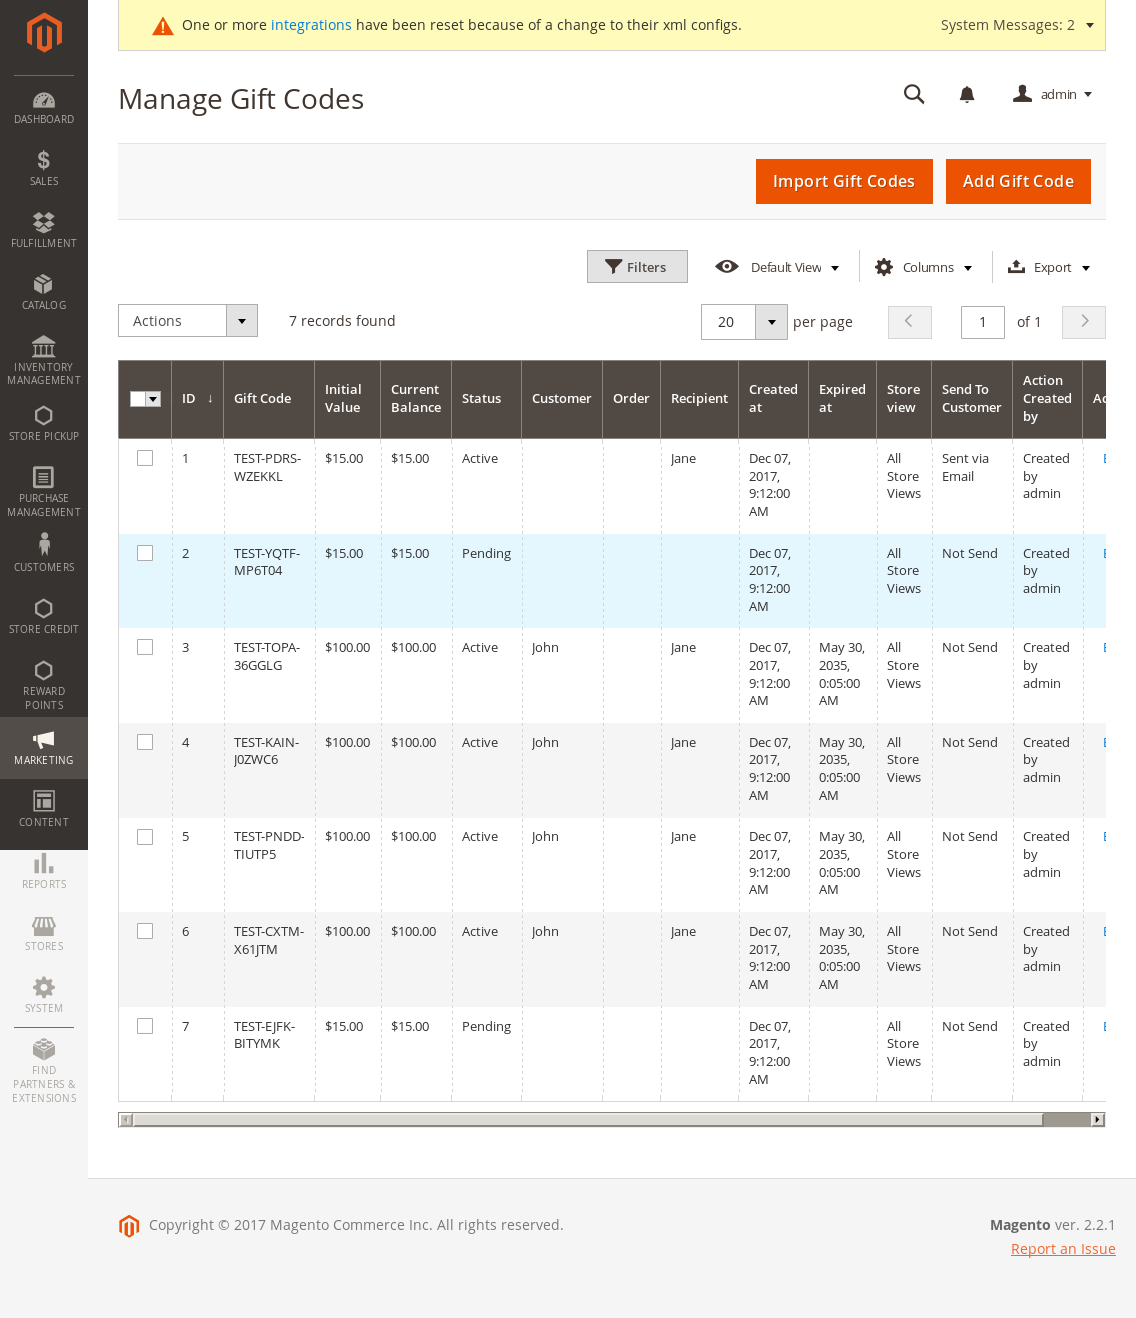 One or more integrations have been reset because of a change to their xml configs. System Messages: 2
Manage Gift Codes
admin
Import Gift Codes Add Gift Code
Filters Default View Columns Export
Actions 7 records found 20 per page 1 of 1
ID ↓ Gift Code Initial Value Current Balance Status Customer Order Recipient Created at Expired at Store view Send To Customer Action Created by
1 TEST-PDRS-WZEKKL $15.00 $15.00 Active Jane Dec 07, 2017, 9:12:00 AM All Store Views Sent via Email Created by admin
2 TEST-YQTF-MP6T04 $15.00 $15.00 Pending Dec 07, 2017, 9:12:00 AM All Store Views Not Send Created by admin
3 TEST-TOPA-36GGLG $100.00 $100.00 Active John Jane Dec 07, 2017, 9:12:00 AM May 30, 2035, 0:05:00 AM All Store Views Not Send Created by admin
4 TEST-KAIN-J0ZWC6 $100.00 $100.00 Active John Jane Dec 07, 2017, 9:12:00 AM May 30, 2035, 0:05:00 AM All Store Views Not Send Created by admin
5 TEST-PNDD-TIUTP5 $100.00 $100.00 Active John Jane Dec 07, 2017, 9:12:00 AM May 30, 2035, 0:05:00 AM All Store Views Not Send Created by admin
6 TEST-CXTM-X61JTM $100.00 $100.00 Active John Jane Dec 07, 2017, 9:12:00 AM May 30, 2035, 0:05:00 AM All Store Views Not Send Created by admin
7 TEST-EJFK-BITYMK $15.00 $15.00 Pending Dec 07, 2017, 9:12:00 AM All Store Views Not Send Created by admin
DASHBOARD
SALES
FULFILLMENT
CATALOG
INVENTORY
MANAGEMENT
STORE PICKUP
PURCHASE
MANAGEMENT
CUSTOMERS
STORE CREDIT
REWARD
POINTS
MARKETING
CONTENT
REPORTS
STORES
SYSTEM
FIND
PARTNERS &
EXTENSIONS
Copyright © 2017 Magento Commerce Inc. All rights reserved. Magento ver. 2.2.1
Report an Issue